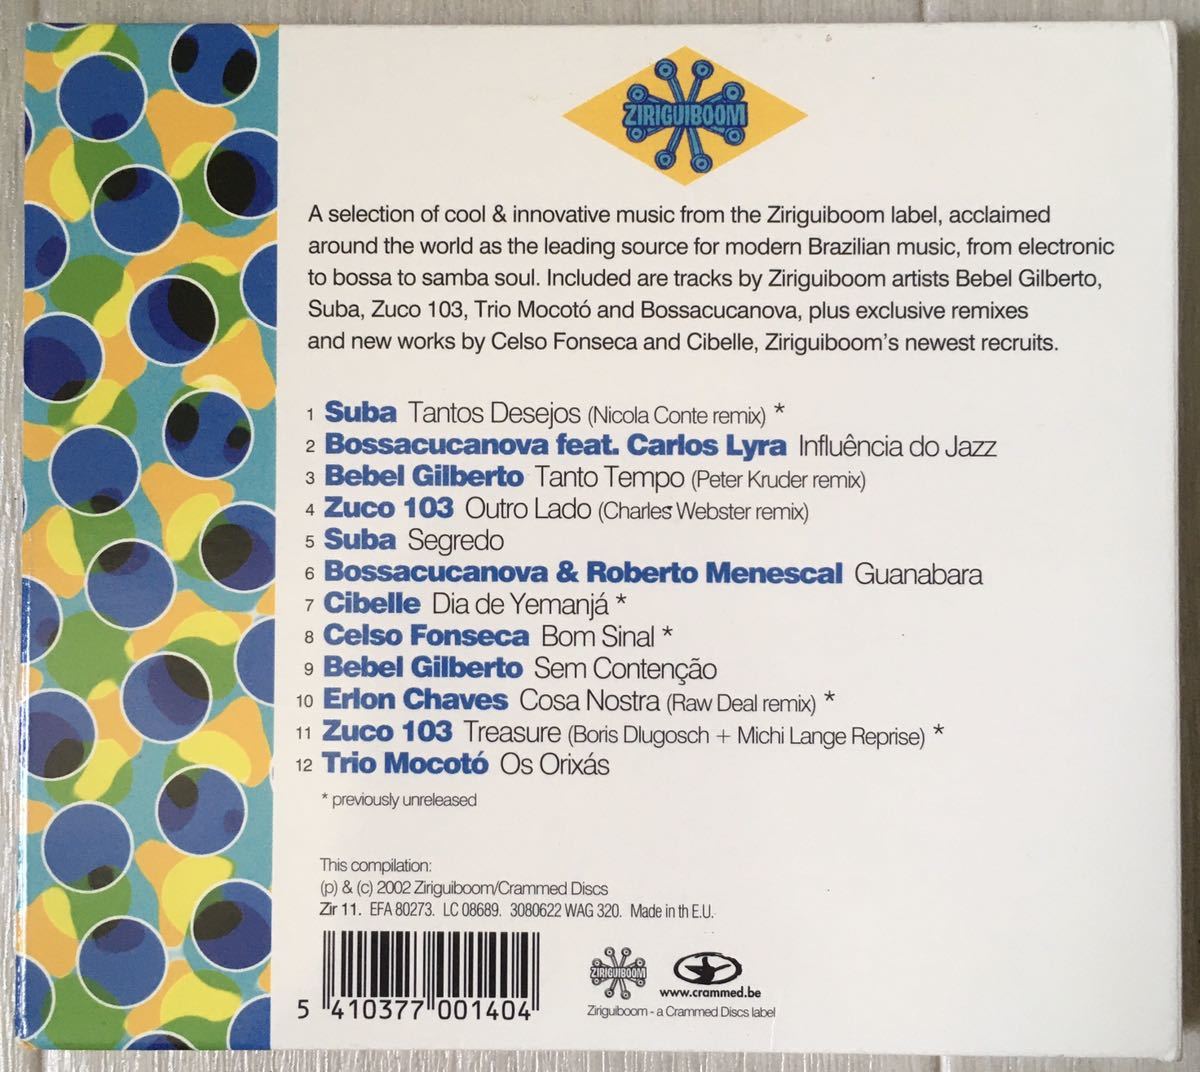 ZIRIGUIBOOM
A selection of cool & innovative music from the Ziriguiboom label, acclaimed
around the world as the leading source for modern Brazilian music, from electronic
to bossa to samba soul. Included are tracks by Ziriguiboom artists Bebel Gilberto,
Suba, Zuco 103, Trio Mocotó and Bossacucanova, plus exclusive remixes
and new works by Celso Fonseca and Cibelle, Ziriguiboom's newest recruits.
1 Suba Tantos Desejos (Nicola Conte remix) *
2 Bossacucanova feat. Carlos Lyra Influência do Jazz
3 Bebel Gilberto Tanto Tempo (Peter Kruder remix)
4 Zuco 103 Outro Lado (Charles Webster remix)
5 Suba Segredo
6 Bossacucanova & Roberto Menescal Guanabara
7 Cibelle Dia de Yemanjá *
8 Celso Fonseca Bom Sinal *
9 Bebel Gilberto Sem Contenção
10 Erlon Chaves Cosa Nostra (Raw Deal remix) *
11 Zuco 103 Treasure (Boris Dlugosch + Michi Lange Reprise) *
12 Trio Mocotó Os Orixás
* previously unreleased
This compilation:
(p) & (c) 2002 Ziriguiboom/Crammed Discs
Zir 11. EFA 80273. LC 08689. 3080622 WAG 320. Made in th E.U.
5 410377 001404
ZIRIGUIBOOM
www.crammed.be
Ziriguiboom - a Crammed Discs label